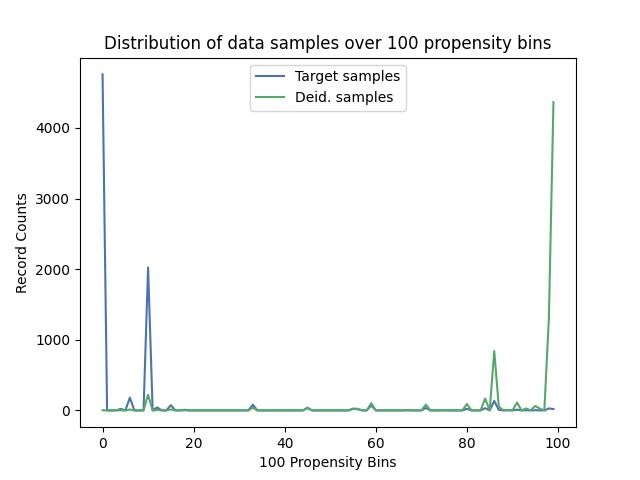 Distribution of data samples over 100 propensity bins
Target samples
Deid. samples
4000
3000
2000
1000
0
Record Counts
0 20 40 60 80 100
100 Propensity Bins